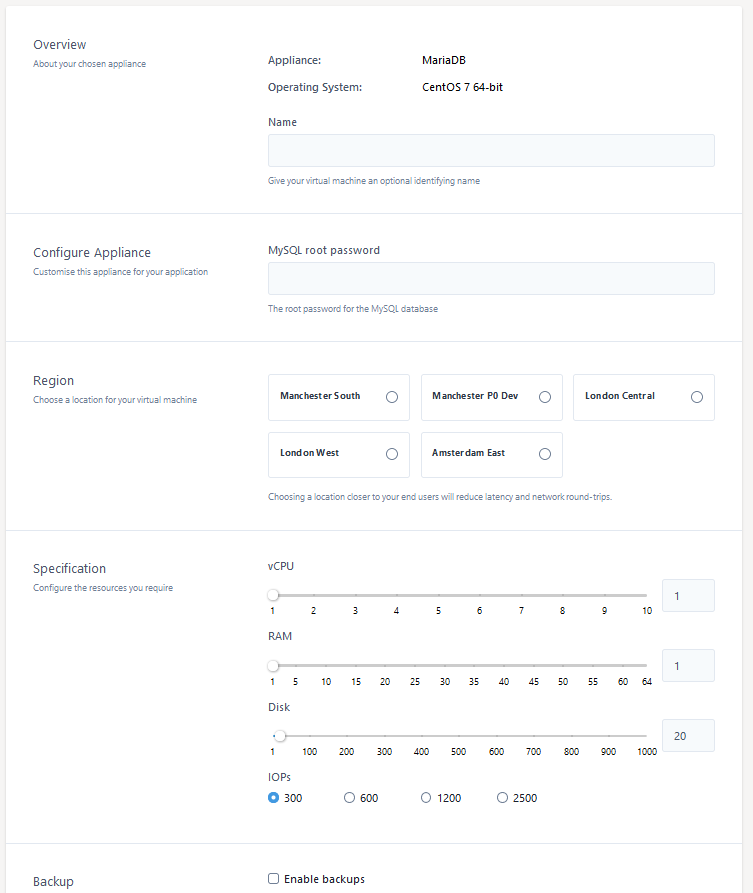 Overview
About your chosen appliance
Appliance: MariaDB
Operating System: CentOS 7 64-bit
Name
Give your virtual machine an optional identifying name
Configure Appliance
Customise this appliance for your application
MySQL root password
The root password for the MySQL database
Region
Choose a location for your virtual machine
Manchester South Manchester P0 Dev London Central
London West Amsterdam East
Choosing a location closer to your end users will reduce latency and network round-trips.
Specification
Configure the resources you require
vCPU
1
1 2 3 4 5 6 7 8 9 10
RAM
1
1 5 10 15 20 25 30 35 40 45 50 55 60 64
Disk
20
1 100 200 300 400 500 600 700 800 900 1000
IOPs
300 600 1200 2500
Backup
Enable backups